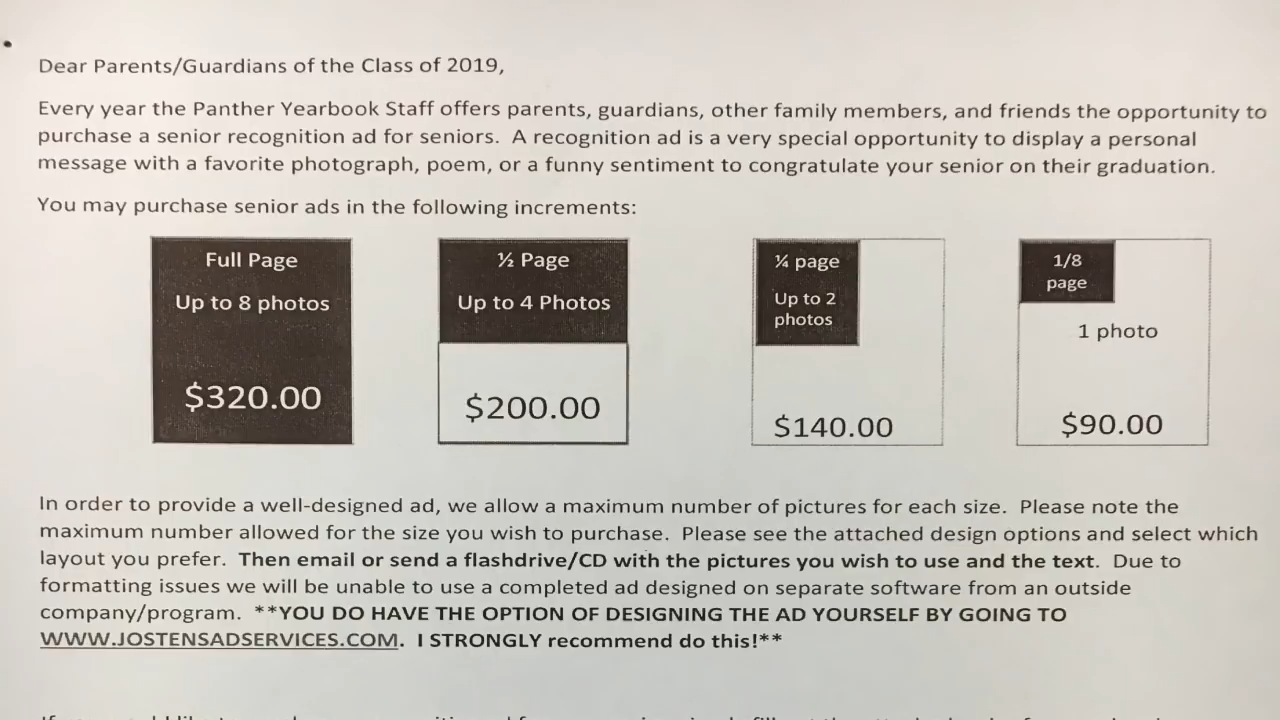 Dear Parents/Guardians of the Class of 2019,
Every year the Panther Yearbook Staff offers parents, guardians, other family members, and friends the opportunity to
purchase a senior recognition ad for seniors. A recognition ad is a very special opportunity to display a personal
message with a favorite photograph, poem, or a funny sentiment to congratulate your senior on their graduation.
You may purchase senior ads in the following increments:
Full Page
Up to 8 photos
$320.00
½ Page
Up to 4 Photos
$200.00
¼ page
Up to 2
photos
$140.00
1/8
page
1 photo
$90.00
In order to provide a well-designed ad, we allow a maximum number of pictures for each size. Please note the
maximum number allowed for the size you wish to purchase. Please see the attached design options and select which
layout you prefer. Then email or send a flashdrive/CD with the pictures you wish to use and the text. Due to
formatting issues we will be unable to use a completed ad designed on separate software from an outside
company/program. **YOU DO HAVE THE OPTION OF DESIGNING THE AD YOURSELF BY GOING TO
WWW.JOSTENSADSERVICES.COM. I STRONGLY recommend do this!**